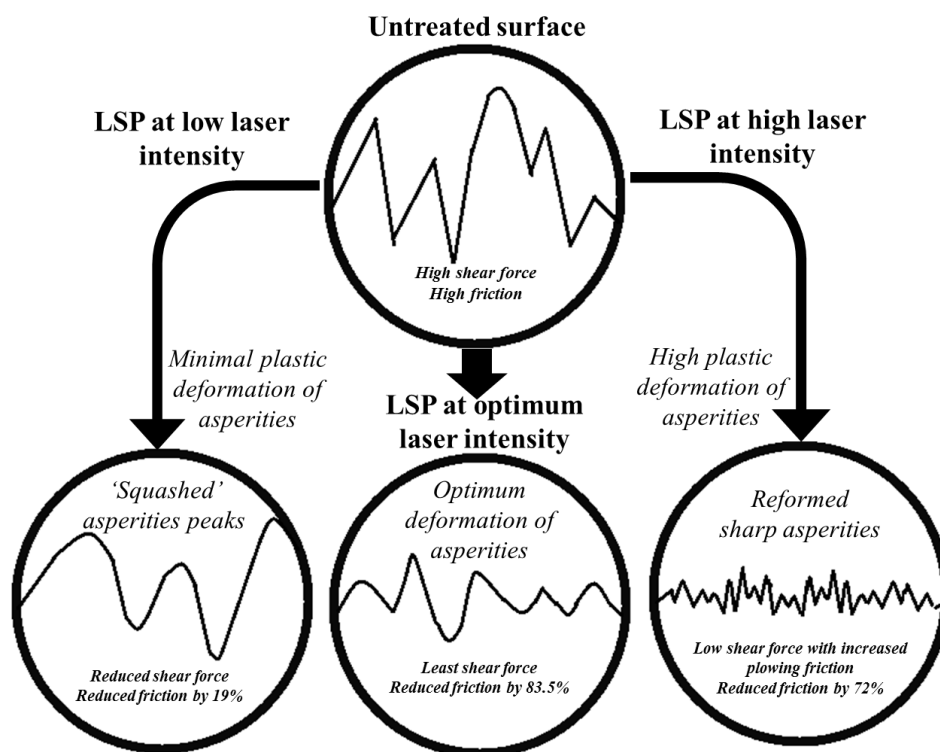 Untreated surface
LSP at low laser
intensity
LSP at high laser
intensity
High shear force
High friction
Minimal plastic
deformation of
asperities
High plastic
deformation of
asperities
LSP at optimum
laser intensity
‘Squashed’
asperities peaks
Reduced shear force
Reduced friction by 19%
Optimum
deformation of
asperities
Least shear force
Reduced friction by 83.5%
Reformed
sharp asperities
Low shear force with increased
plowing friction
Reduced friction by 72%